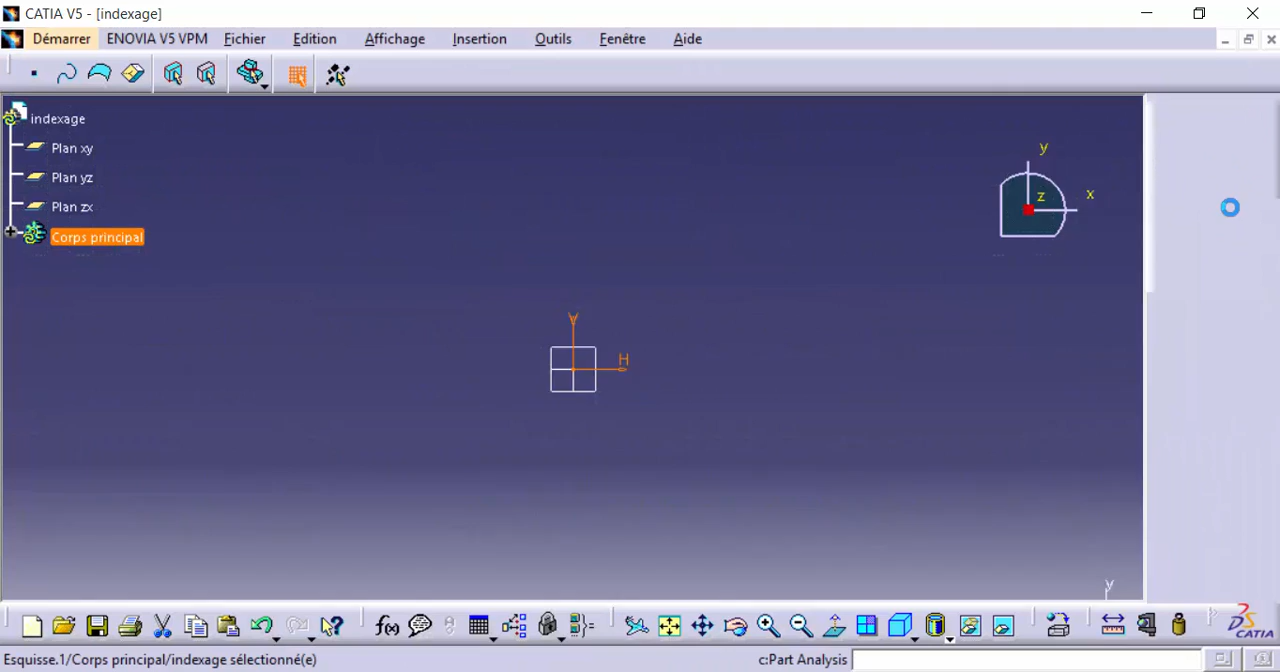 CATIA V5 - [indexage]
Démarrer ENOVIA V5 VPM Fichier Edition Affichage Insertion Outils Fenêtre Aide
indexage
Plan xy
Plan yz
Plan zx
Corps principal
y
z x
V
H
y
f(x)
CATIA
Esquisse.1/Corps principal/indexage sélectionné(e) c:Part Analysis